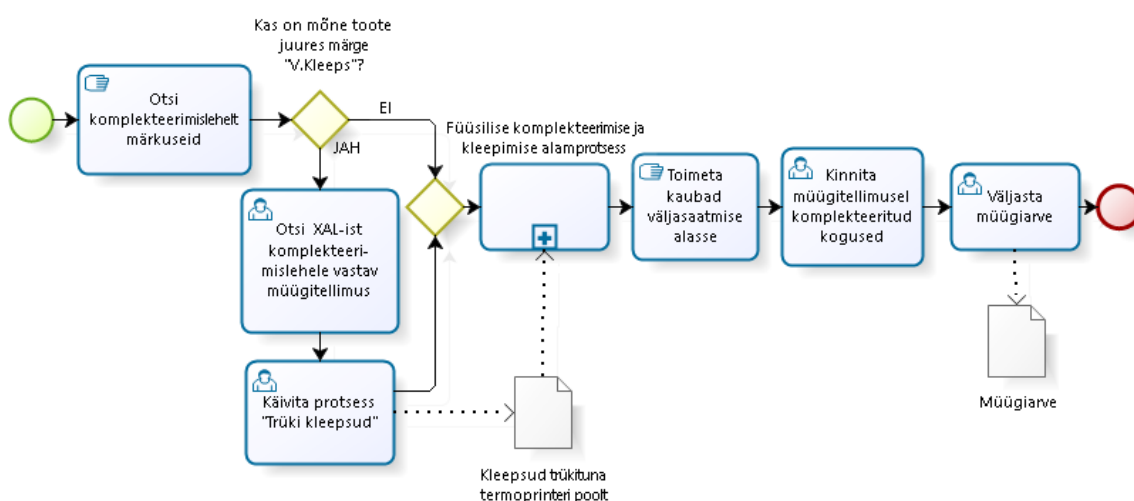 Kas on mõne toote
juures märge
"V.Kleeps"?
Otsi
komplekteerimislehelt
märkuseid
EI
JAH
Füüsilise komplekteerimise ja
kleepimise alamprotsess
Toimeta
kaubad
väljasaatmise
alasse
Kinnita
müügitellimusel
komplekteeritud
kogused
Väljasta
müügiarve
Otsi XAL-ist
komplekteeri-
mislehele vastav
müügitellimus
Käivita protsess
"Trüki kleepsud"
Müügiarve
Kleepsud trükituna
termoprinteri poolt